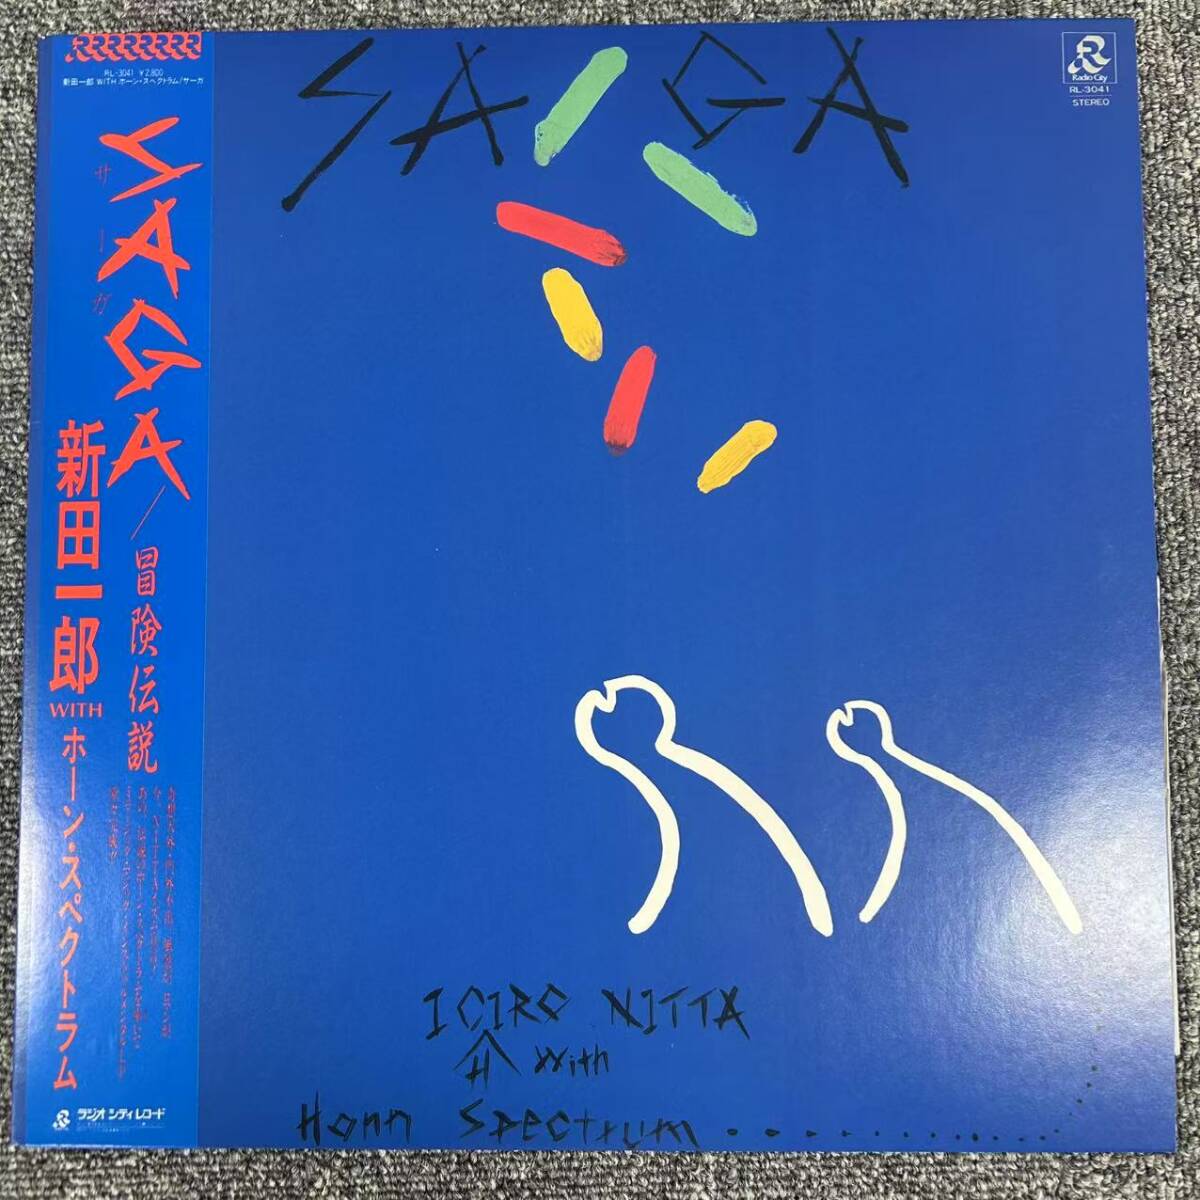 RRRRRRRR
RL-3041 ¥2,800
新田一郎 WITH ホーン・スペクトラム/サーガ
SAGA/冒険伝説
サーガ
新田一郎
WITH
ホーン・スペクトラム
ラジオ シティ レコード
SAGA
R
Radio City
RL-3041
STEREO
ICIRO NITTA
H With
Honn Spectrum